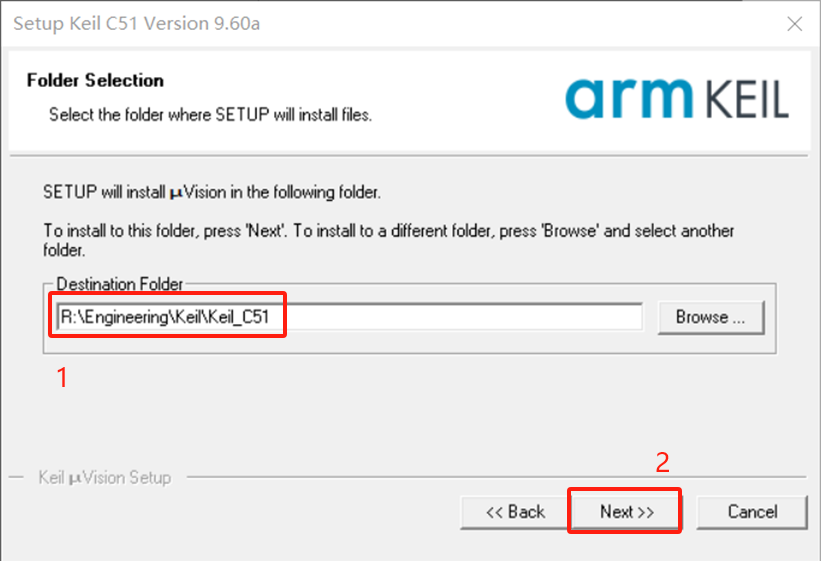 Setup Keil C51 Version 9.60a
Folder Selection
Select the folder where SETUP will install files.
arm KEIL
SETUP will install µVision in the following folder.
To install to this folder, press 'Next'. To install to a different folder, press 'Browse' and select another
folder.
Destination Folder
R:\Engineering\Keil\Keil_C51
Browse ...
1
Keil µVision Setup
2
<< Back
Next >>
Cancel